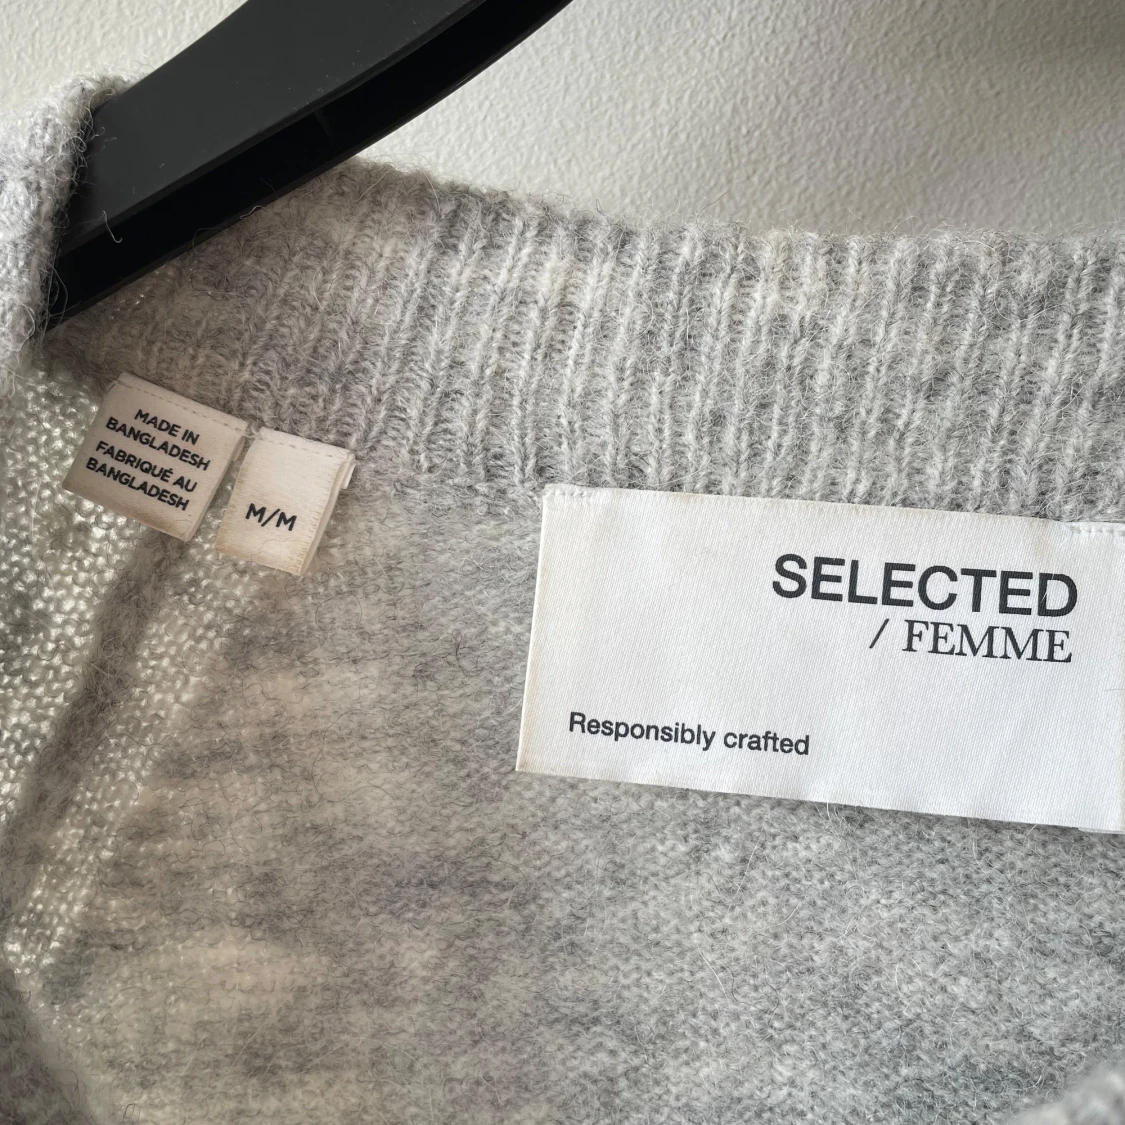 MADE IN
BANGLADESH
FABRIQUÉ AU
BANGLADESH
M/M
SELECTED
/ FEMME
Responsibly crafted